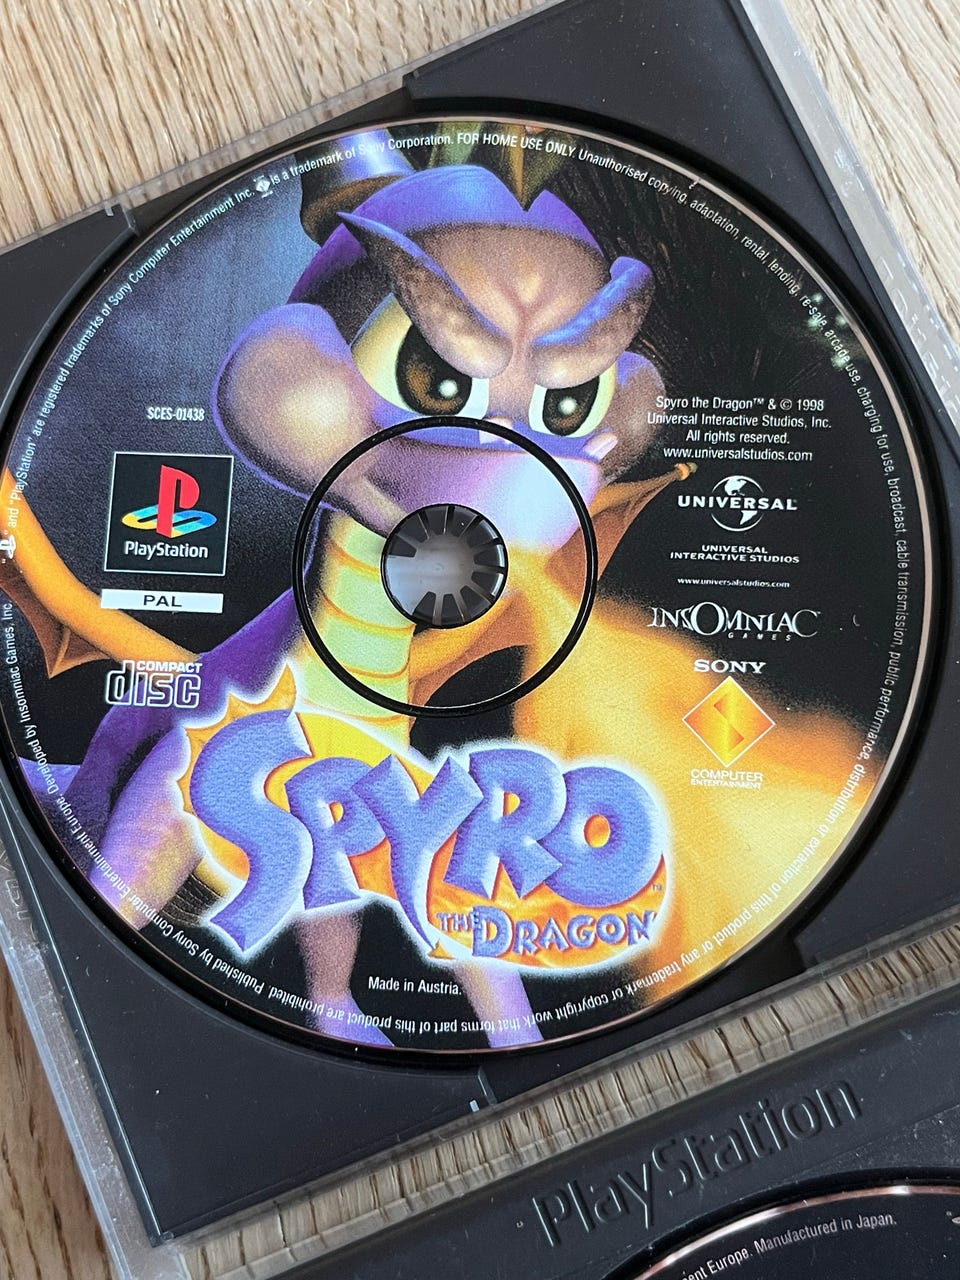 "PlayStation" are registered trademarks of Sony Computer Entertainment Inc. is a trademark of Sony Corporation. FOR HOME USE ONLY. Unauthorised copying, adaptation, rental, lending, re-sale, arcade use, charging for use, broadcast, cable transmission, public performance, distribution or extraction of this product or any trademark or copyright work that forms part of this product are prohibited. Published by Sony Computer Entertainment Europe. Developed by Insomniac Games, Inc. " and
SCES-01438
PlayStation
PAL
COMPACT
disc
Spyro the Dragon™ & © 1998
Universal Interactive Studios, Inc.
All rights reserved.
www.universalstudios.com
UNIVERSAL
UNIVERSAL
INTERACTIVE STUDIOS
www.universalstudios.com
INSOMNIAC
GAMES
SONY
COMPUTER
ENTERTAINMENT
SPYRO
THE DRAGON™
Made in Austria.
PlayStation
ent Europe. Manufactured in Japan.